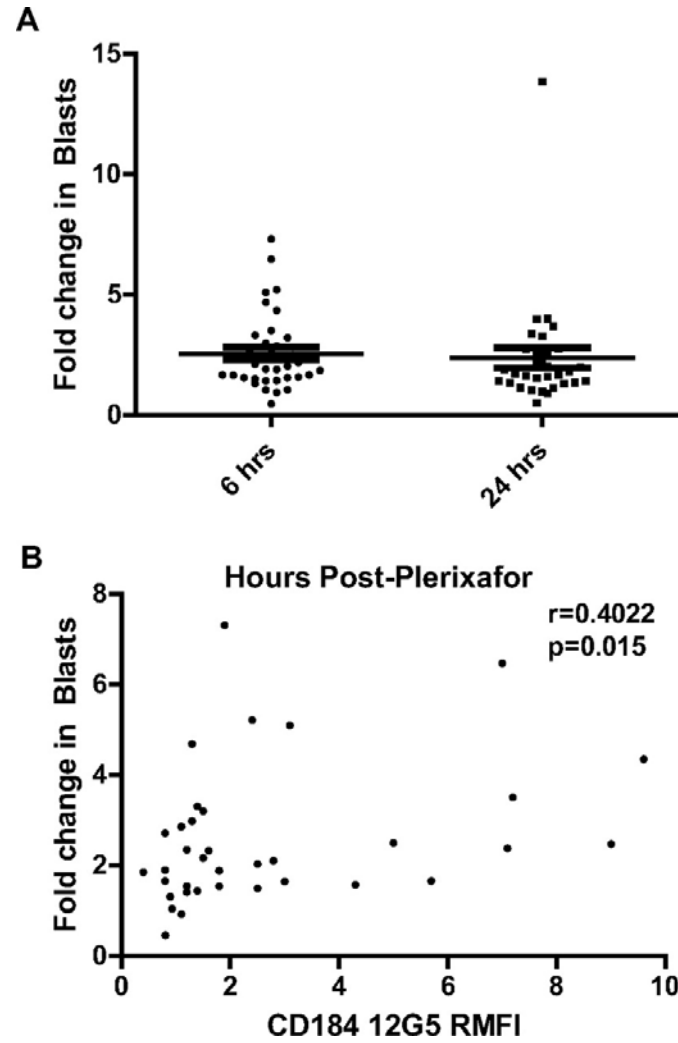 A
15
10
5
0
Fold change in Blasts
6 hrs
24 hrs
B
Hours Post-Plerixafor
r=0.4022
p=0.015
8
6
4
2
0
Fold change in Blasts
0 2 4 6 8 10
CD184 12G5 RMFI